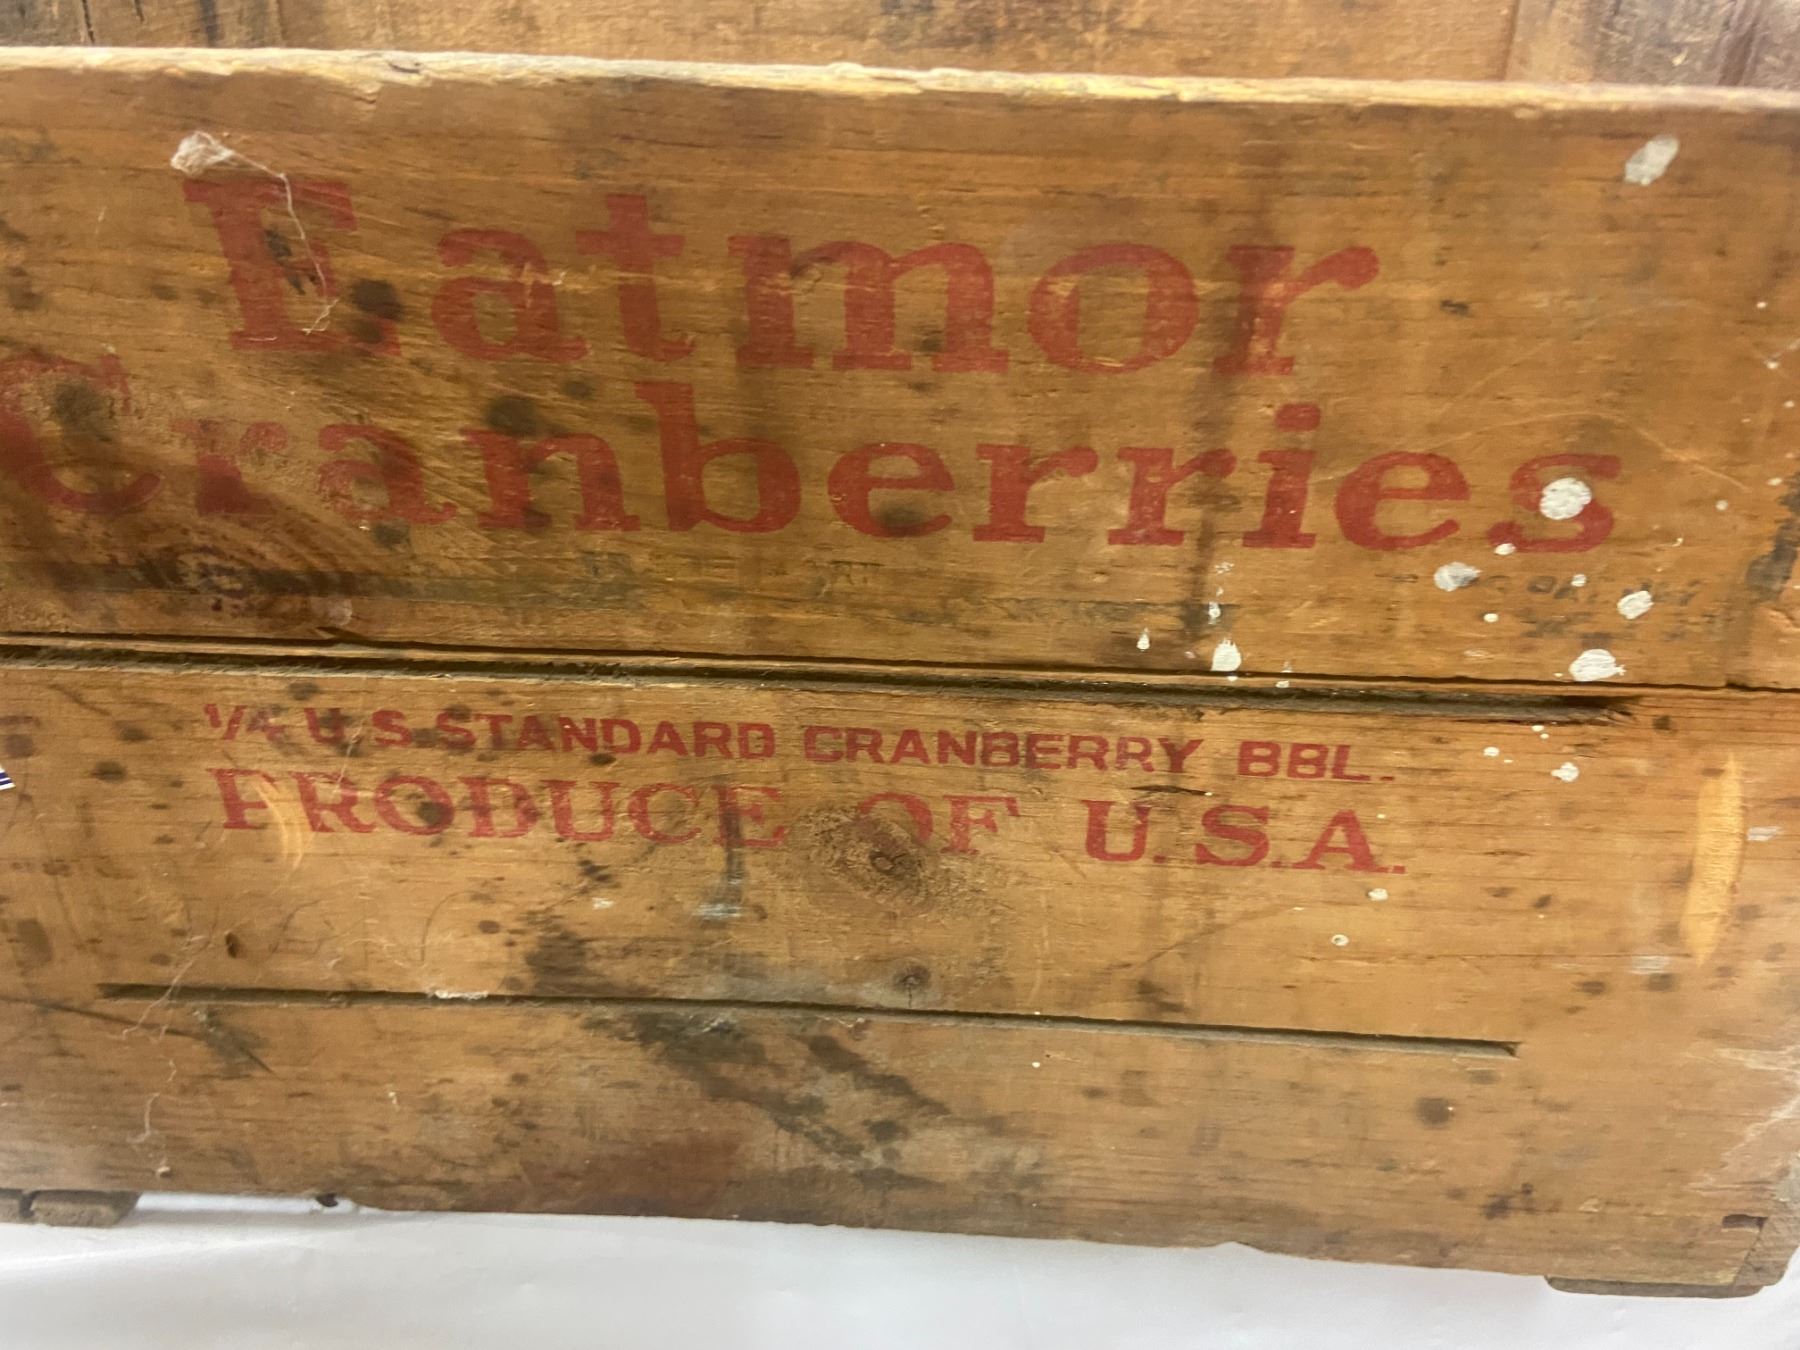 Eatmor
Cranberries
1/4 U.S. STANDARD CRANBERRY BBL.
PRODUCE OF U.S.A.